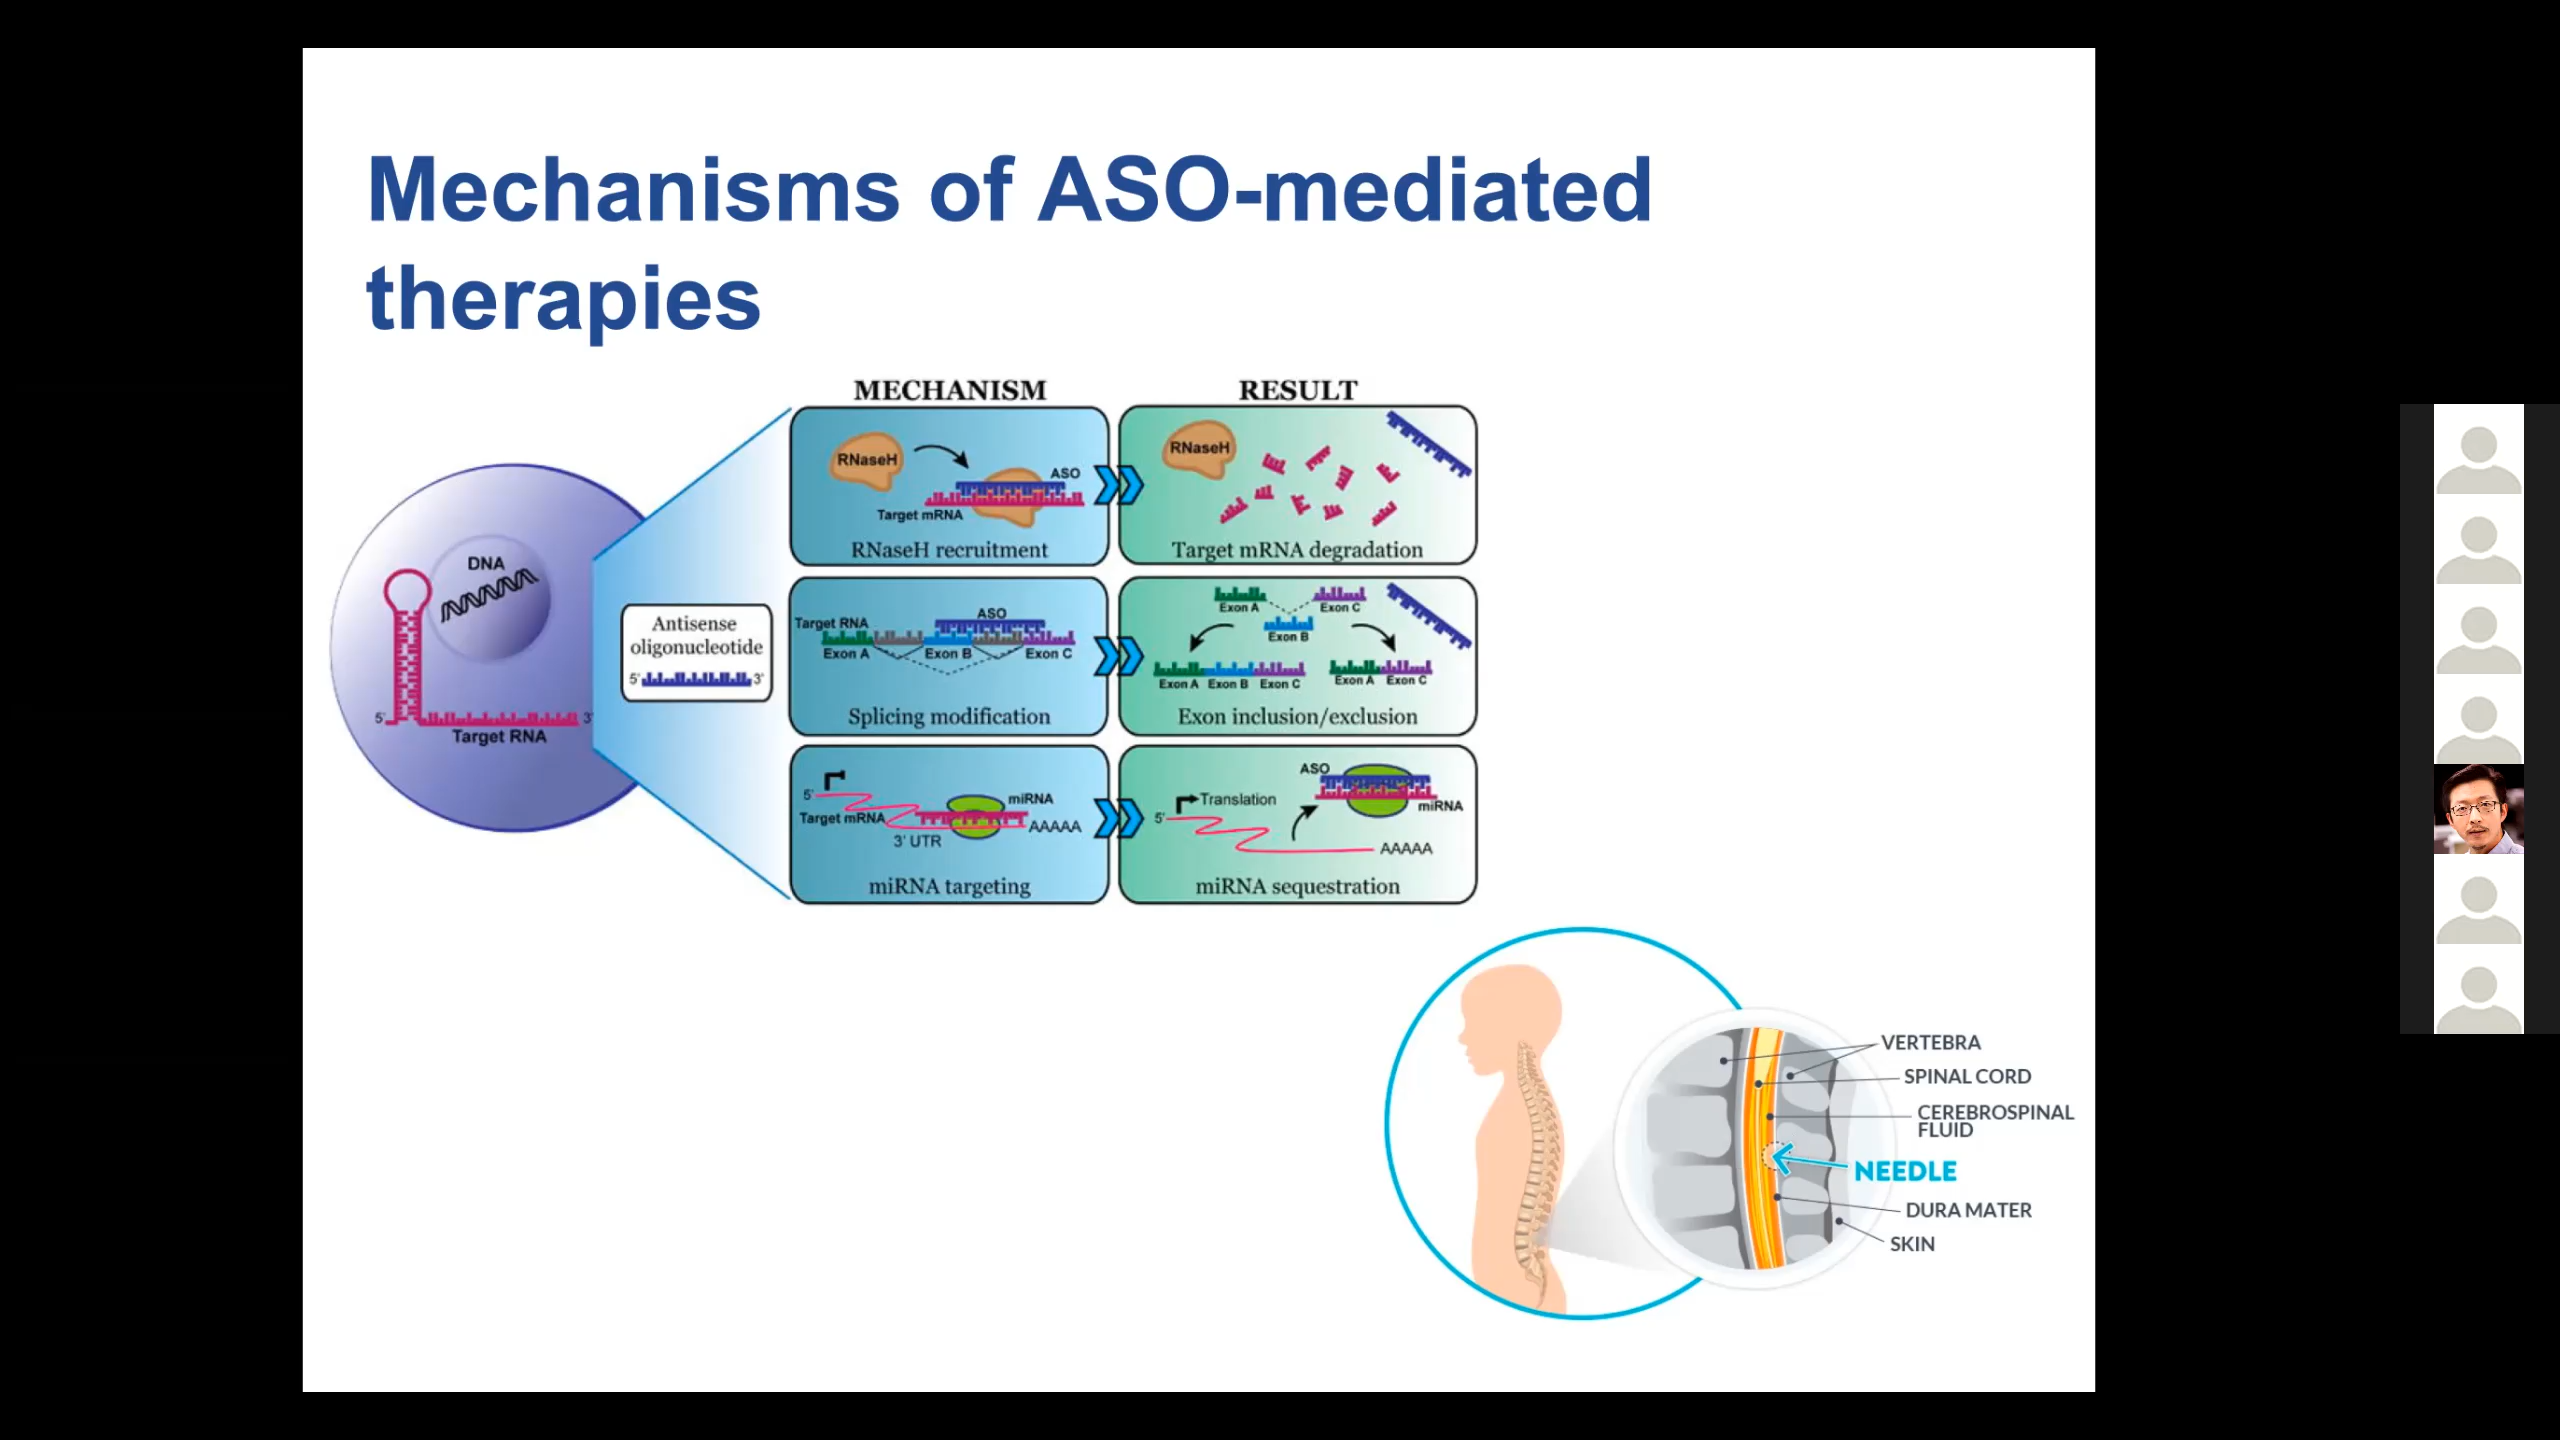 Mechanisms of ASO-mediated
therapies
MECHANISM
RESULT
DNA
5'
3'
Target RNA
Antisense
oligonucleotide
5'
3'
RNaseH
ASO
Target mRNA
RNaseH recruitment
RNaseH
Target mRNA degradation
Target RNA
ASO
Exon A
Exon B
Exon C
Splicing modification
Exon A
Exon C
Exon B
Exon A
Exon B
Exon C
Exon A
Exon C
Exon inclusion/exclusion
5'
miRNA
Target mRNA
AAAAA
3' UTR
miRNA targeting
ASO
Translation
miRNA
5'
AAAAA
miRNA sequestration
VERTEBRA
SPINAL CORD
CEREBROSPINAL
FLUID
NEEDLE
DURA MATER
SKIN